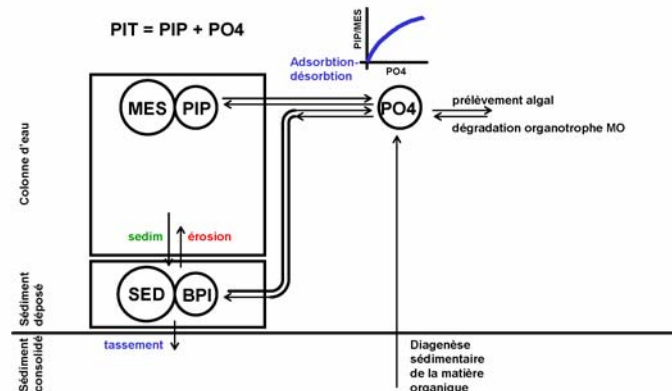 PIT = PIP + PO4
PIP/MES
PO4
Adsorbtion-
désorbtion
MES
PIP
PO4
prélèvement algal
dégradation organotrophe MO
Colonne d'eau
sedim
érosion
Sédiment
déposé
SED
BPI
Sédiment
consolidé
tassement
Diagenèse
sédimentaire
de la matière
organique